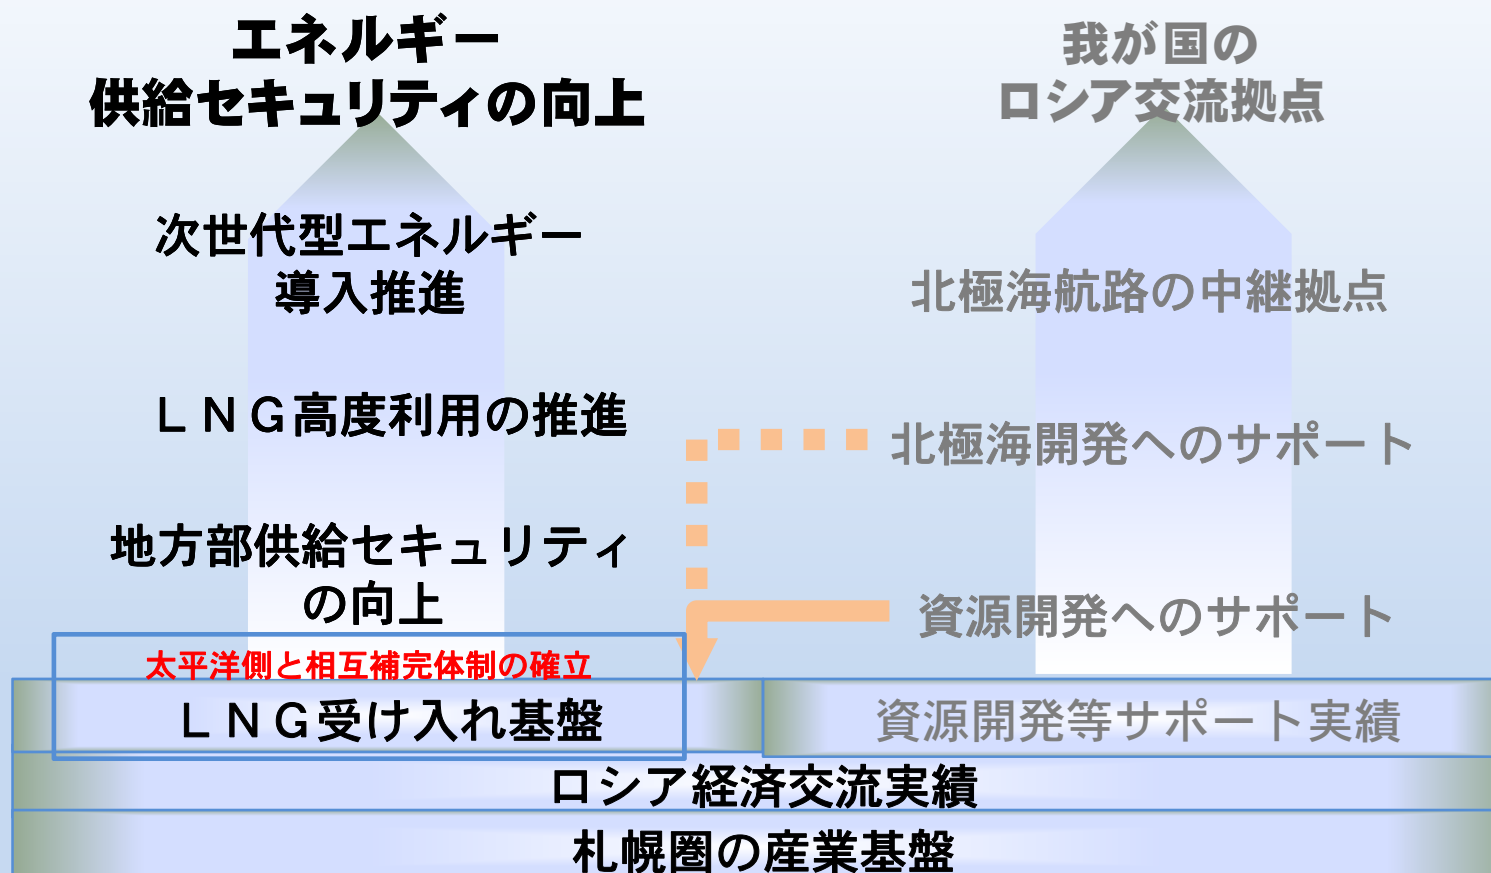 エネルギー
供給セキュリティの向上
次世代型エネルギー
導入推進
ＬＮＧ高度利用の推進
地方部供給セキュリティ
の向上
太平洋側と相互補完体制の確立
ＬＮＧ受け入れ基盤
我が国の
ロシア交流拠点
北極海航路の中継拠点
北極海開発へのサポート
資源開発へのサポート
資源開発等サポート実績
ロシア経済交流実績
札幌圏の産業基盤